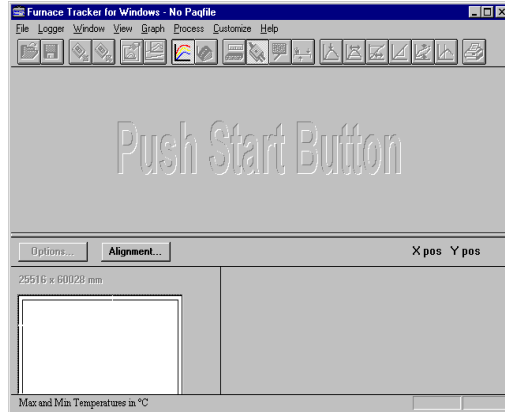 Furnace Tracker for Windows - No Paqfile
File Logger Window View Graph Process Customize Help
Push Start Button
Options... Alignment... X pos Y pos
25516 x 60028 mm
Max and Min Temperatures in °C